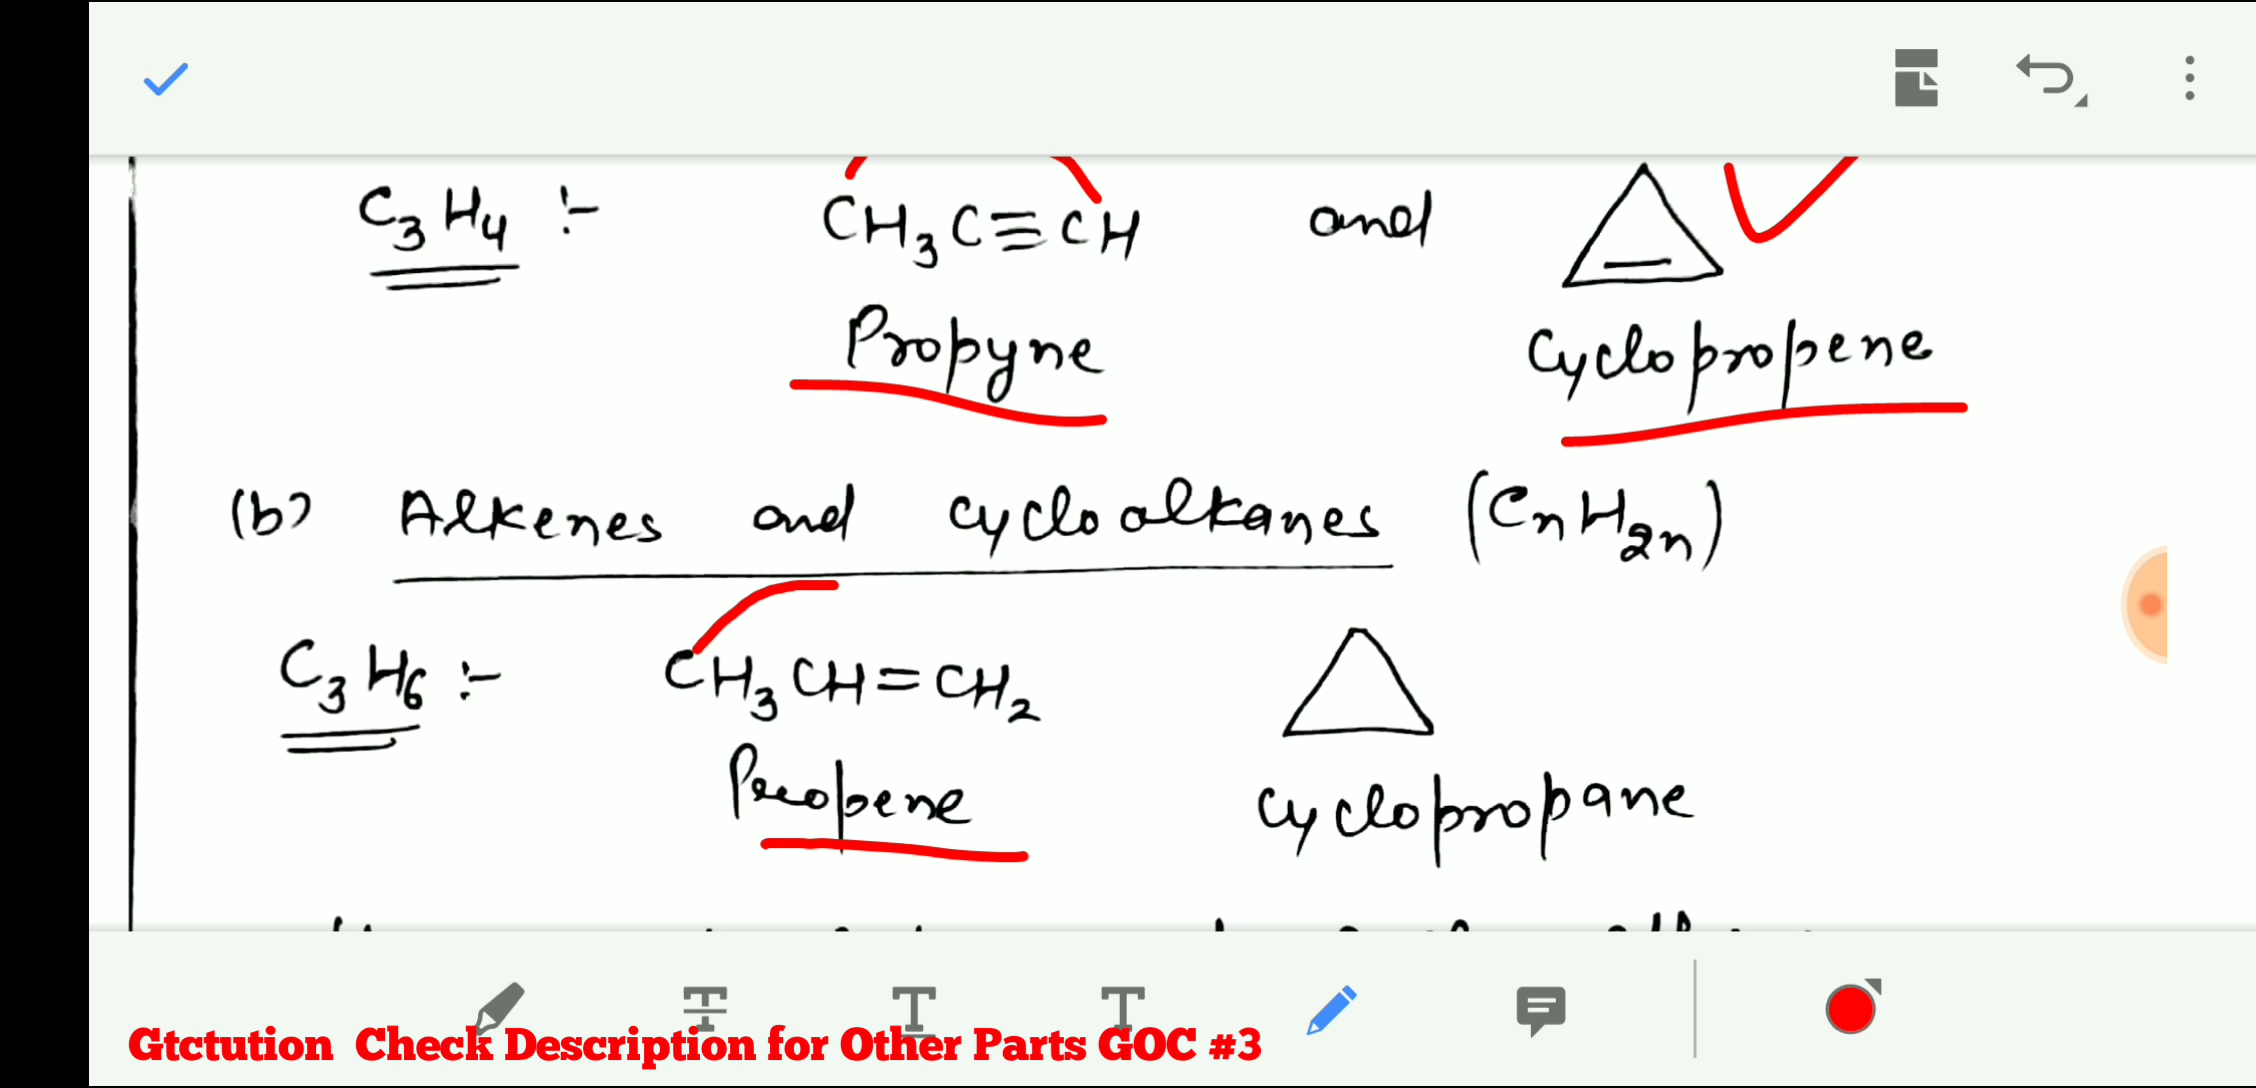 C₃H₄ :- CH₃C≡CH and
Propyne Cyclopropene
(b) Alkenes and cycloalkanes (CnH2n)
C₃H₆ :- CH₃CH=CH₂
Propene cyclopropane
Gtctution Check Description for Other Parts GOC #3